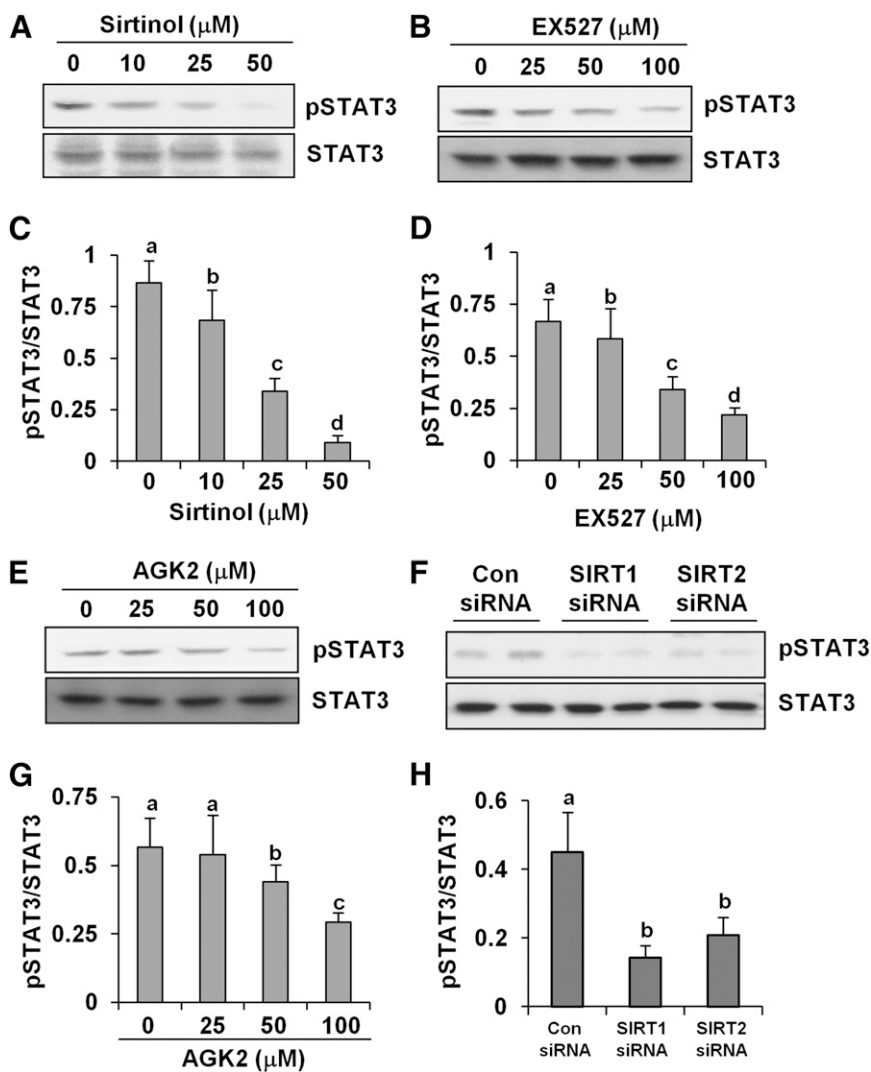 A
Sirtinol (μM)
0 10 25 50
pSTAT3
STAT3
B
EX527 (μM)
0 25 50 100
pSTAT3
STAT3
C
pSTAT3/STAT3
1
0.75
0.5
0.25
0
a
b
c
d
0 10 25 50
Sirtinol (μM)
D
pSTAT3/STAT3
1
0.75
0.5
0.25
0
a
b
c
d
0 25 50 100
EX527 (μM)
E
AGK2 (μM)
0 25 50 100
pSTAT3
STAT3
F
Con SIRT1 SIRT2
siRNA siRNA siRNA
pSTAT3
STAT3
G
pSTAT3/STAT3
0.75
0.5
0.25
0
a
a
b
c
0 25 50 100
AGK2 (μM)
H
pSTAT3/STAT3
0.6
0.4
0.2
0
a
b
b
Con SIRT1 SIRT2
siRNA siRNA siRNA